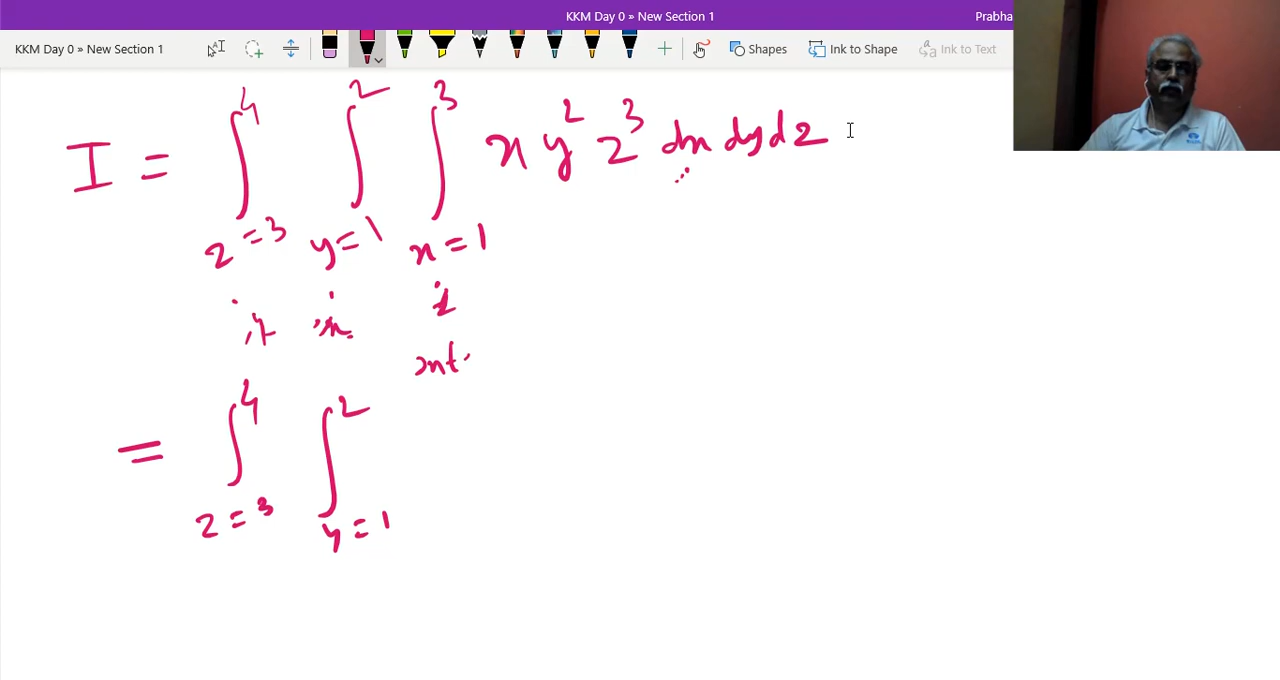 KKM Day 0 » New Section 1
Prabha
KKM Day 0 » New Section 1
Shapes
Ink to Shape
Ink to Text
I = ∫_{z=3}^{4} ∫_{y=1}^{2} ∫_{x=1}^{3} x y² z³ dx dy dz
= ∫_{z=3}^{4} ∫_{y=1}^{2}